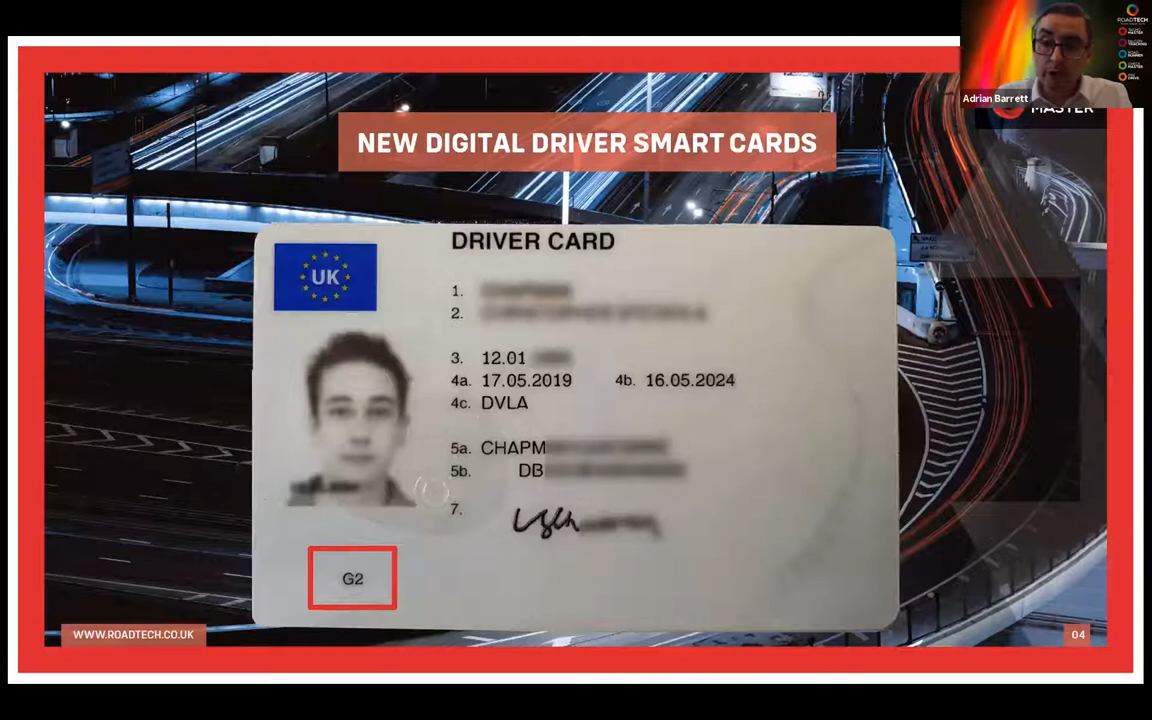 ROADTECH
Adrian Barrett
MASTER
NEW DIGITAL DRIVER SMART CARDS
UK
DRIVER CARD
1.
2.
3. 12.01
4a. 17.05.2019 4b. 16.05.2024
4c. DVLA
5a. CHAPM
5b. DB
7.
G2
WWW.ROADTECH.CO.UK
04